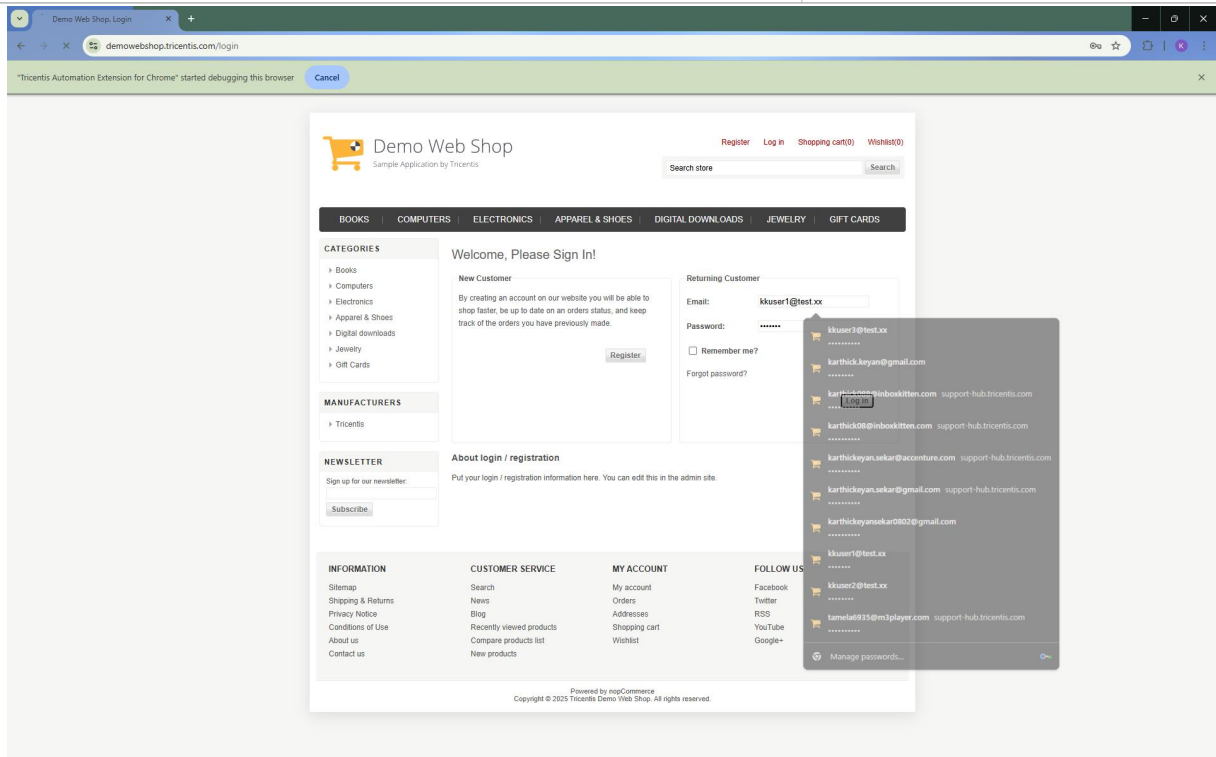 Demo Web Shop. Login
demowebshop.tricentis.com/login
K
"Tricentis Automation Extension for Chrome" started debugging this browser
Cancel
Demo Web Shop
Sample Application by Tricentis
Register Log in Shopping cart(0) Wishlist(0)
Search store
Search
BOOKS COMPUTERS ELECTRONICS APPAREL & SHOES DIGITAL DOWNLOADS JEWELRY GIFT CARDS
CATEGORIES
Books
Computers
Electronics
Apparel & Shoes
Digital downloads
Jewelry
Gift Cards
MANUFACTURERS
Tricentis
NEWSLETTER
Sign up for our newsletter:
Subscribe
Welcome, Please Sign In!
New Customer
By creating an account on our website you will be able to
shop faster, be up to date on an orders status, and keep
track of the orders you have previously made.
Register
Returning Customer
Email: kkuser1@test.xx
Password: •••••••
Remember me?
Forgot password?
Log in
About login / registration
Put your login / registration information here. You can edit this in the admin site.
kkuser3@test.xx
karthick.keyan@gmail.com
support-hub.tricentis.com
karthick08@inboxkitten.com support-hub.tricentis.com
karthickeyan.sekar@accenture.com support-hub.tricentis.com
karthickeyan.sekar@gmail.com support-hub.tricentis.com
karthickeyansekar0802@gmail.com
kkuser1@test.xx
kkuser2@test.xx
tamela6935@m3player.com support-hub.tricentis.com
Manage passwords...
INFORMATION
Sitemap
Shipping & Returns
Privacy Notice
Conditions of Use
About us
Contact us
CUSTOMER SERVICE
Search
News
Blog
Recently viewed products
Compare products list
New products
MY ACCOUNT
My account
Orders
Addresses
Shopping cart
Wishlist
FOLLOW US
Facebook
Twitter
RSS
YouTube
Google+
Powered by nopCommerce
Copyright © 2025 Tricentis Demo Web Shop. All rights reserved.